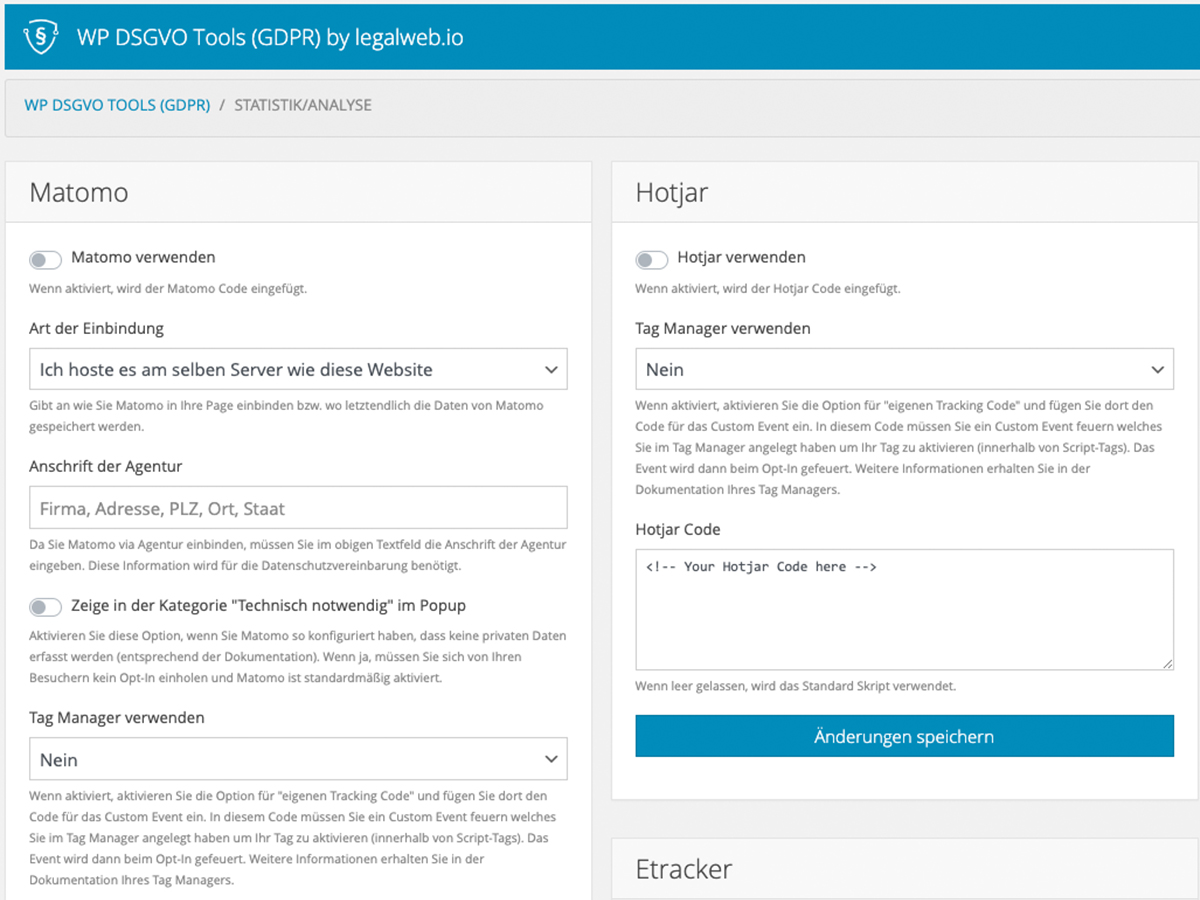 WP DSGVO Tools (GDPR) by legalweb.io
WP DSGVO TOOLS (GDPR) / STATISTIK/ANALYSE
Matomo
Matomo verwenden
Wenn aktiviert, wird der Matomo Code eingefügt.
Art der Einbindung
Ich hoste es am selben Server wie diese Website
Gibt an wie Sie Matomo in Ihre Page einbinden bzw. wo letztendlich die Daten von Matomo
gespeichert werden.
Anschrift der Agentur
Firma, Adresse, PLZ, Ort, Staat
Da Sie Matomo via Agentur einbinden, müssen Sie im obigen Textfeld die Anschrift der Agentur
eingeben. Diese Information wird für die Datenschutzvereinbarung benötigt.
Zeige in der Kategorie "Technisch notwendig" im Popup
Aktivieren Sie diese Option, wenn Sie Matomo so konfiguriert haben, dass keine privaten Daten
erfasst werden (entsprechend der Dokumentation). Wenn ja, müssen Sie sich von Ihren
Besuchern kein Opt-In einholen und Matomo ist standardmäßig aktiviert.
Tag Manager verwenden
Nein
Wenn aktiviert, aktivieren Sie die Option für "eigenen Tracking Code" und fügen Sie dort den
Code für das Custom Event ein. In diesem Code müssen Sie ein Custom Event feuern welches
Sie im Tag Manager angelegt haben um Ihr Tag zu aktivieren (innerhalb von Script-Tags). Das
Event wird dann beim Opt-In gefeuert. Weitere Informationen erhalten Sie in der
Dokumentation Ihres Tag Managers.
Hotjar
Hotjar verwenden
Wenn aktiviert, wird der Hotjar Code eingefügt.
Tag Manager verwenden
Nein
Wenn aktiviert, aktivieren Sie die Option für "eigenen Tracking Code" und fügen Sie dort den
Code für das Custom Event ein. In diesem Code müssen Sie ein Custom Event feuern welches
Sie im Tag Manager angelegt haben um Ihr Tag zu aktivieren (innerhalb von Script-Tags). Das
Event wird dann beim Opt-In gefeuert. Weitere Informationen erhalten Sie in der
Dokumentation Ihres Tag Managers.
Hotjar Code
<!-- Your Hotjar Code here -->
Wenn leer gelassen, wird das Standard Skript verwendet.
Änderungen speichern
Etracker